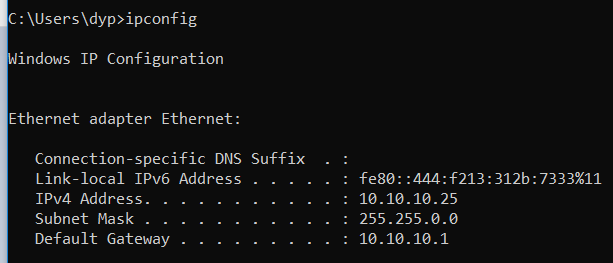 C:\Users\dyp>ipconfig
Windows IP Configuration
Ethernet adapter Ethernet:
Connection-specific DNS Suffix  . :
Link-local IPv6 Address . . . . . : fe80::444:f213:312b:7333%11
IPv4 Address. . . . . . . . . . . : 10.10.10.25
Subnet Mask . . . . . . . . . . . : 255.255.0.0
Default Gateway . . . . . . . . . : 10.10.10.1